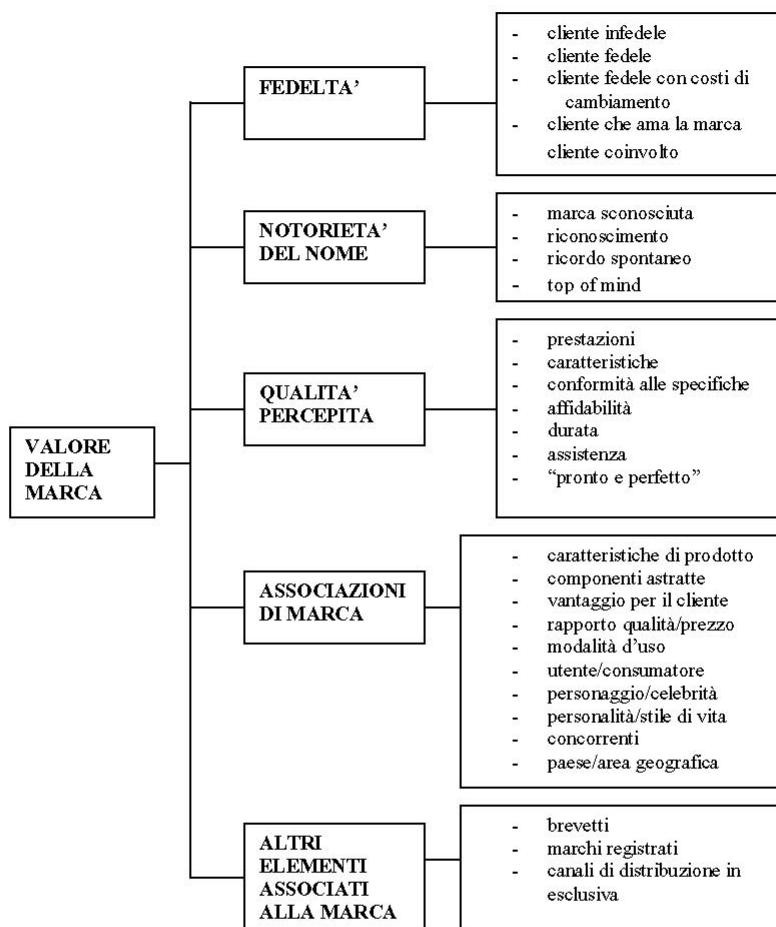 VALORE
DELLA
MARCA
FEDELTA’
- cliente infedele
- cliente fedele
- cliente fedele con costi di
cambiamento
- cliente che ama la marca
cliente coinvolto
NOTORIETA’
DEL NOME
- marca sconosciuta
- riconoscimento
- ricordo spontaneo
- top of mind
QUALITA’
PERCEPITA
- prestazioni
- caratteristiche
- conformità alle specifiche
- affidabilità
- durata
- assistenza
- “pronto e perfetto”
ASSOCIAZIONI
DI MARCA
- caratteristiche di prodotto
- componenti astratte
- vantaggio per il cliente
- rapporto qualità/prezzo
- modalità d’uso
- utente/consumatore
- personaggio/celebrità
- personalità/stile di vita
- concorrenti
- paese/area geografica
ALTRI
ELEMENTI
ASSOCIATI
ALLA MARCA
- brevetti
- marchi registrati
- canali di distribuzione in
esclusiva